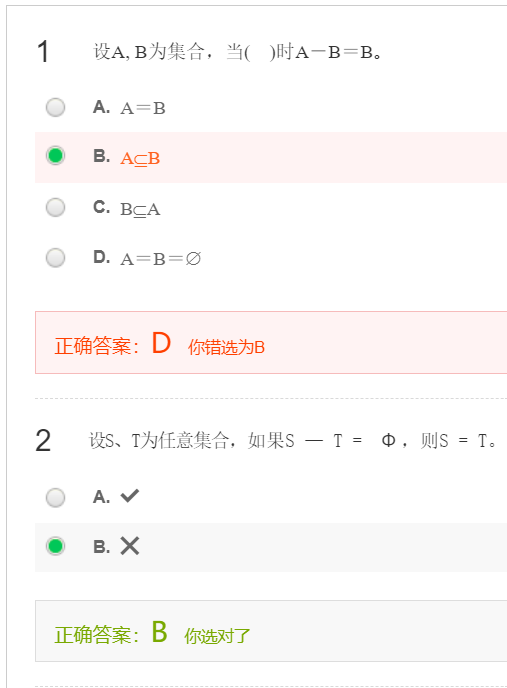 1 设A, B为集合，当(　)时A－B＝B。
A. A＝B
B. A⊆B
C. B⊆A
D. A＝B＝∅
正确答案：D 你错选为B
2 设S、T为任意集合，如果S — T = Φ，则S = T。
A. ✔
B. ✕
正确答案：B 你选对了